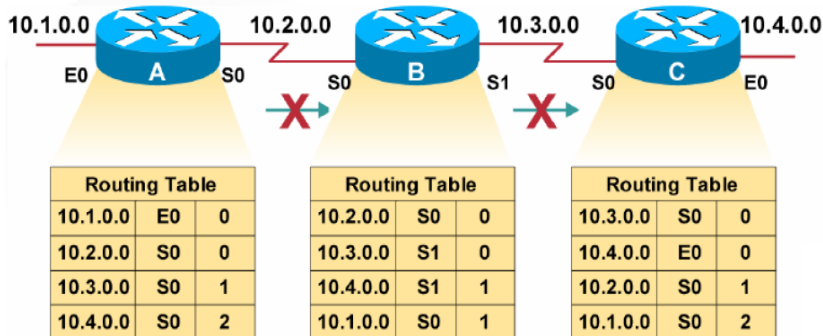 10.1.0.0 10.2.0.0 10.3.0.0 10.4.0.0
A B C
E0 S0 S0 S1 S0 E0
X X
Routing Table Routing Table Routing Table
10.1.0.0 E0 0 10.2.0.0 S0 0 10.3.0.0 S0 0
10.2.0.0 S0 0 10.3.0.0 S1 0 10.4.0.0 E0 0
10.3.0.0 S0 1 10.4.0.0 S1 1 10.2.0.0 S0 1
10.4.0.0 S0 2 10.1.0.0 S0 1 10.1.0.0 S0 2